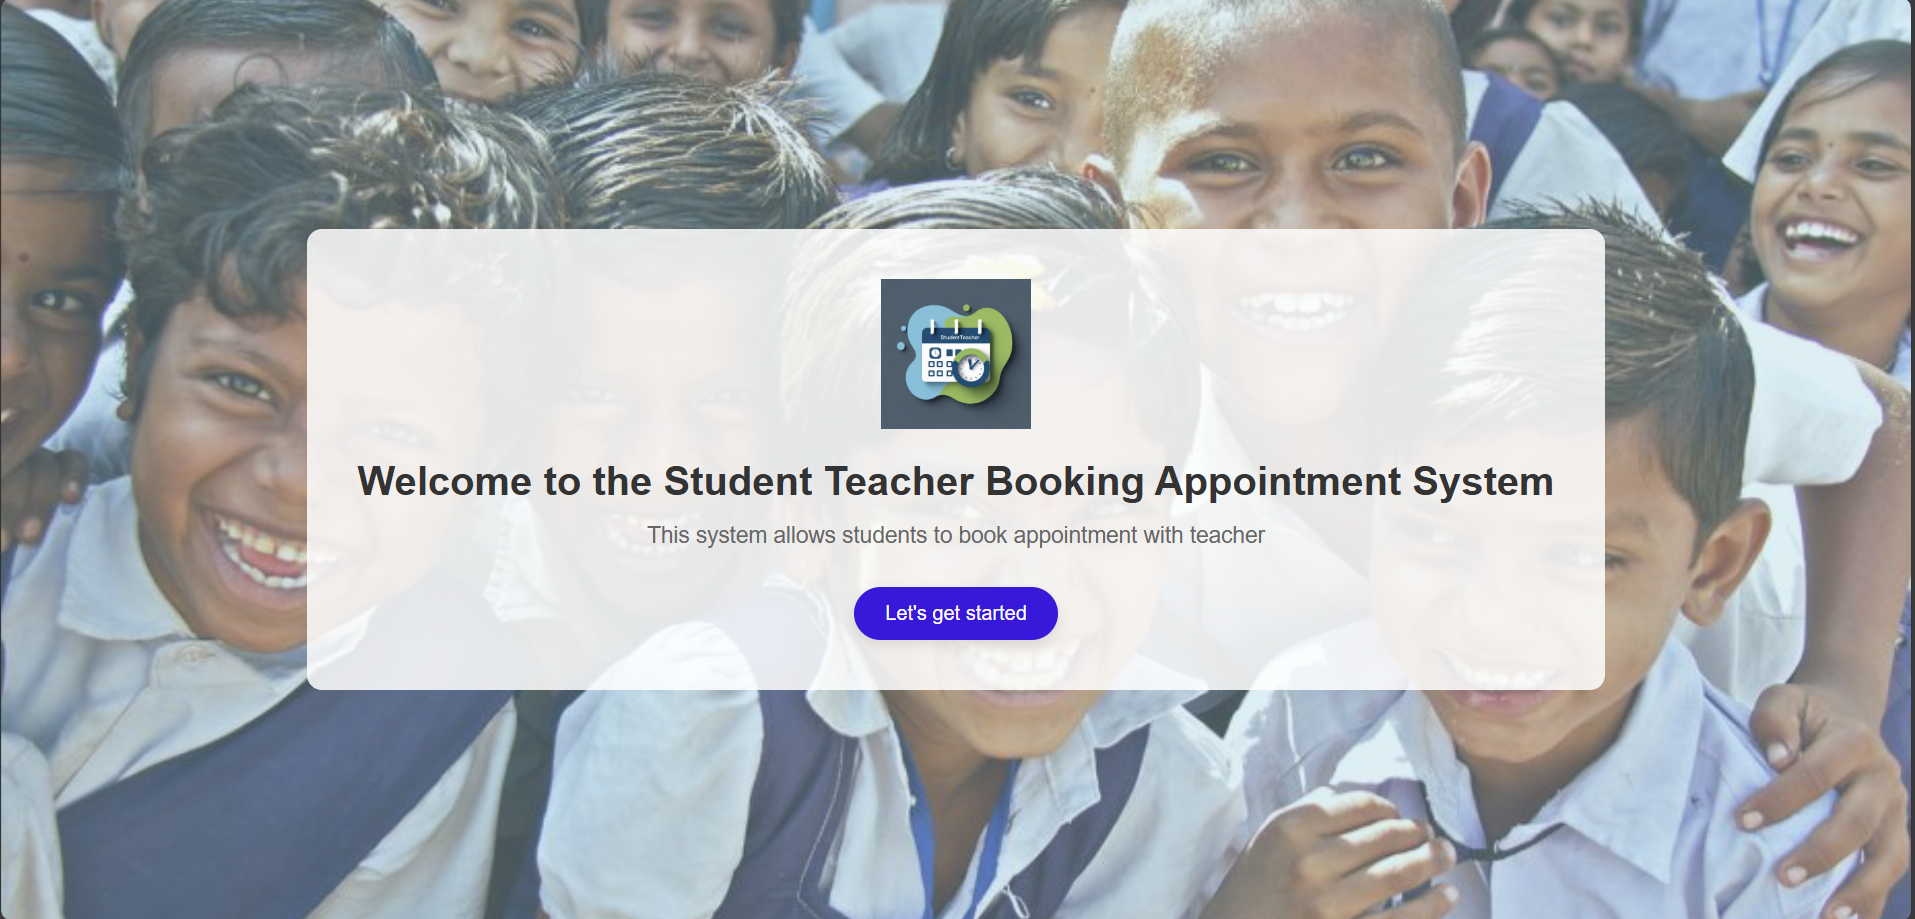 StudentTeacher
Welcome to the Student Teacher Booking Appointment System
This system allows students to book appointment with teacher
Let's get started